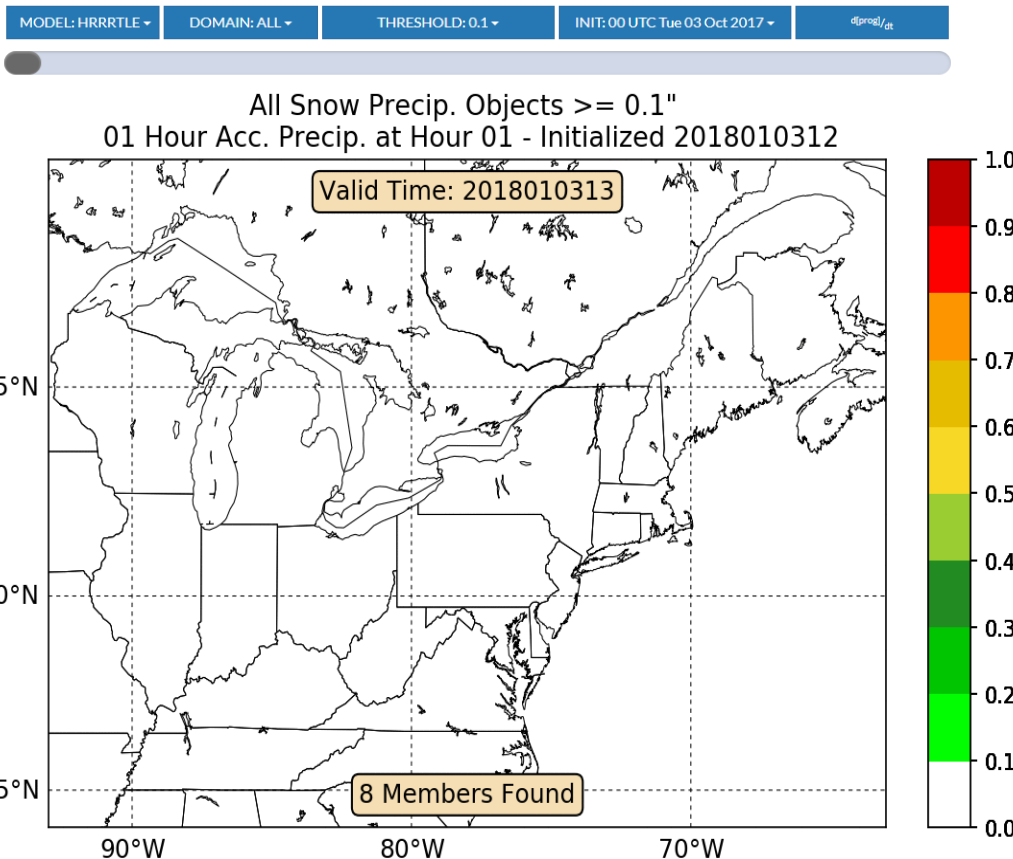 MODEL: HRRRTLE DOMAIN: ALL THRESHOLD: 0.1 INIT: 00 UTC Tue 03 Oct 2017 d[prog]/dt
All Snow Precip. Objects >= 0.1"
01 Hour Acc. Precip. at Hour 01 - Initialized 2018010312
Valid Time: 2018010313
1.0
0.9
0.8
0.7
5°N
0.6
0.5
0.4
0°N
0.3
0.2
0.1
5°N
8 Members Found
0.0
90°W 80°W 70°W